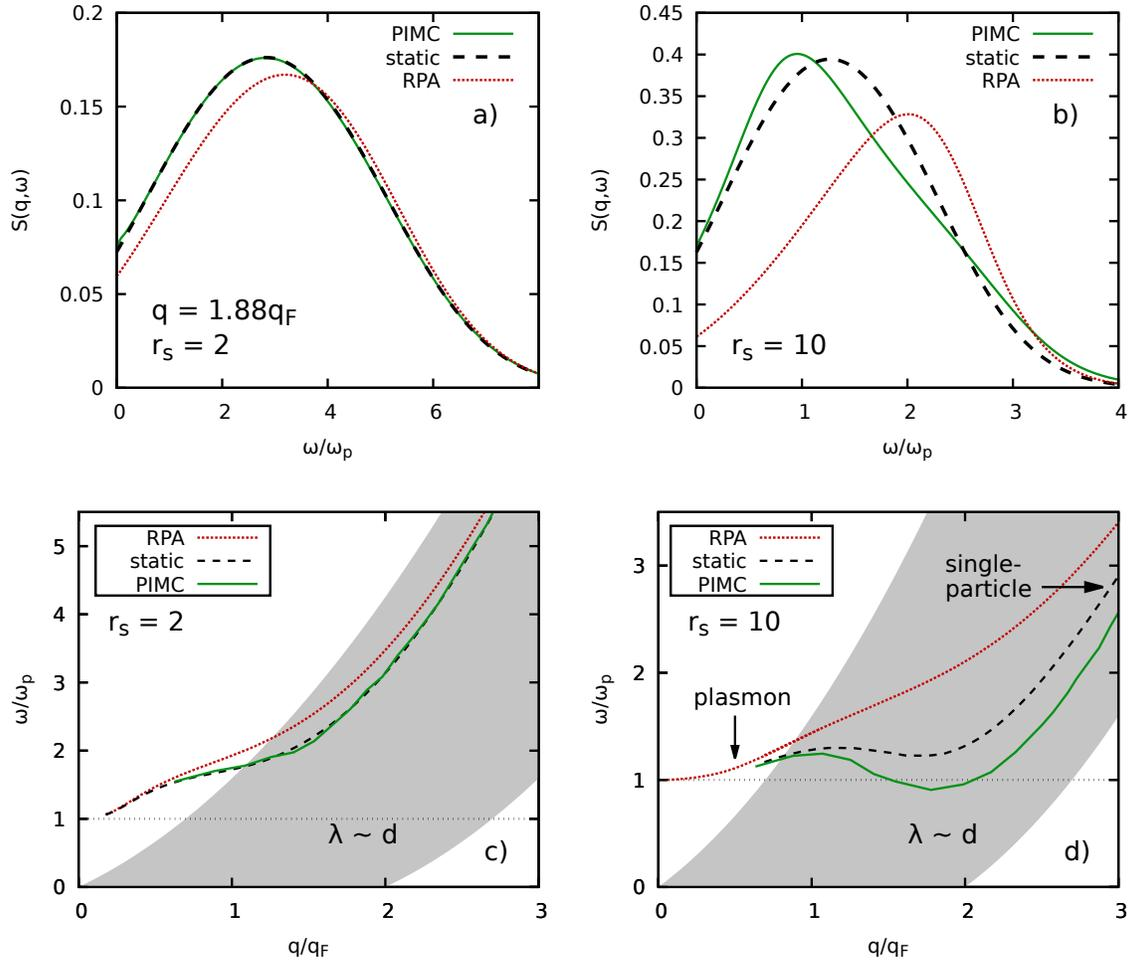 PIMC
static
RPA
a)
0.2
0.15
0.1
0.05
0
S(q,ω)
q = 1.88q_F
r_s = 2
0 2 4 6
ω/ω_p
PIMC
static
RPA
b)
0.45
0.4
0.35
0.3
0.25
0.2
0.15
0.1
0.05
0
S(q,ω)
r_s = 10
0 1 2 3 4
ω/ω_p
RPA
static
PIMC
r_s = 2
5
4
3
2
1
0
ω/ω_p
λ ~ d
c)
0 1 2 3
q/q_F
RPA
static
PIMC
r_s = 10
single-
particle
plasmon
3
2
1
0
ω/ω_p
λ ~ d
d)
0 1 2 3
q/q_F